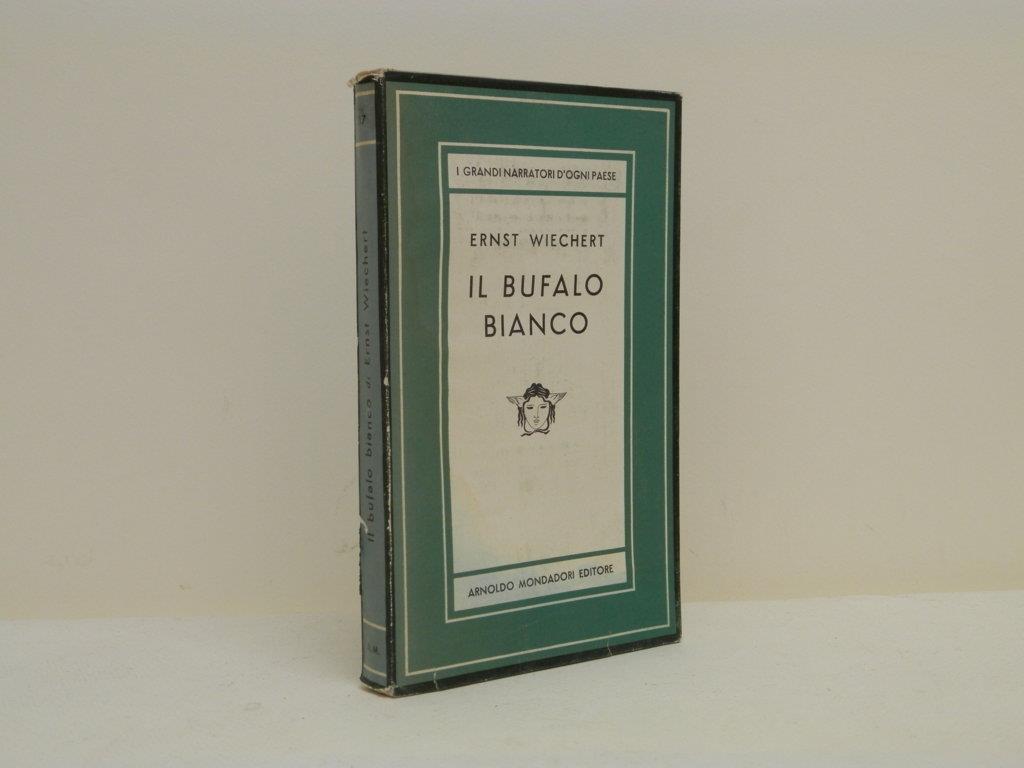 I GRANDI NARRATORI D'OGNI PAESE
ERNST WIECHERT
IL BUFALO
BIANCO
ARNOLDO MONDADORI EDITORE
Il bufalo bianco di Ernst Wiechert